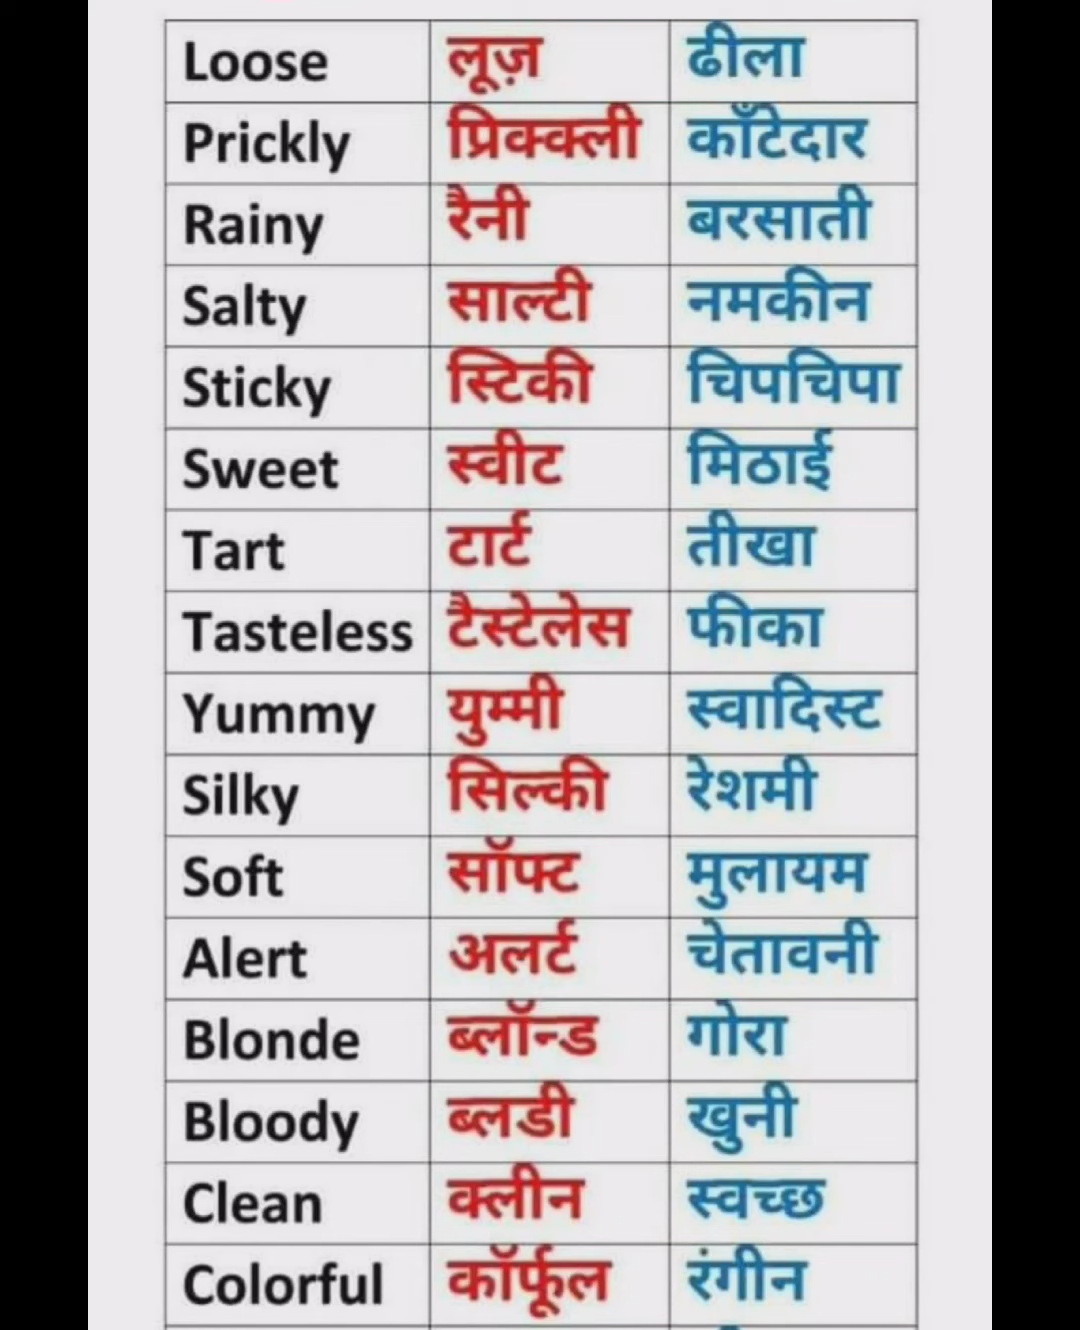 Loose लूज़ ढीला
Prickly प्रिक्क्ली काँटेदार
Rainy रैनी बरसाती
Salty साल्टी नमकीन
Sticky स्टिकी चिपचिपा
Sweet स्वीट मिठाई
Tart टार्ट तीखा
Tasteless टैस्टेलेस फीका
Yummy युम्मी स्वादिस्ट
Silky सिल्की रेशमी
Soft सॉफ्ट मुलायम
Alert अलर्ट चेतावनी
Blonde ब्लॉन्ड गोरा
Bloody ब्लडी खुनी
Clean क्लीन स्वच्छ
Colorful कॉर्फूल रंगीन